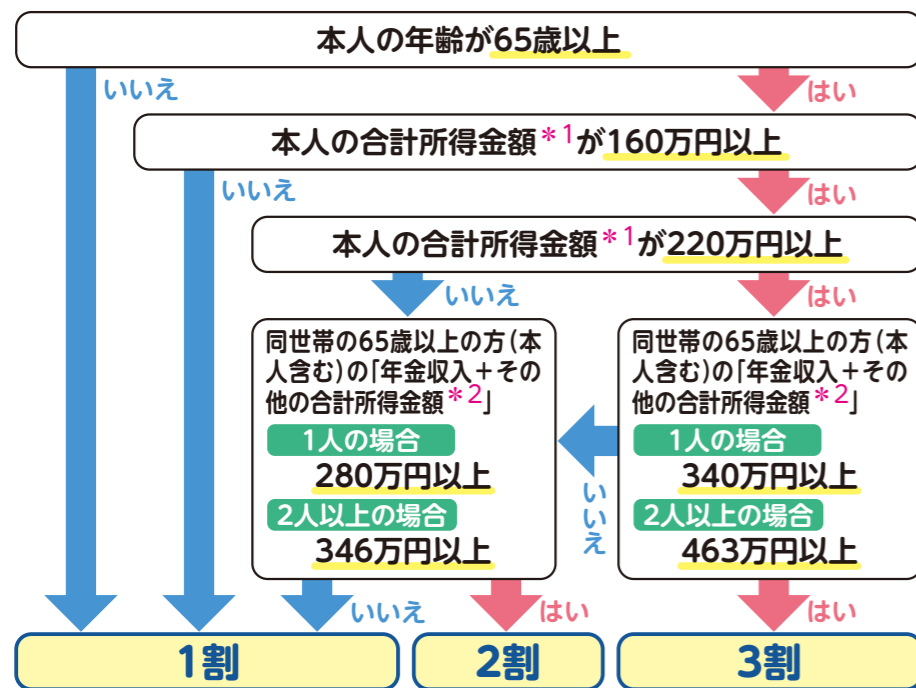 本人の年齢が65歳以上
いいえ
はい
本人の合計所得金額*1が160万円以上
いいえ
はい
本人の合計所得金額*1が220万円以上
いいえ
はい
同世帯の65歳以上の方(本
人含む)の「年金収入+その
他の合計所得金額*2」
1人の場合
280万円以上
2人以上の場合
346万円以上
いいえ
同世帯の65歳以上の方(本
人含む)の「年金収入+その
他の合計所得金額*2」
1人の場合
340万円以上
2人以上の場合
463万円以上
いいえ
はい
はい
1割
2割
3割